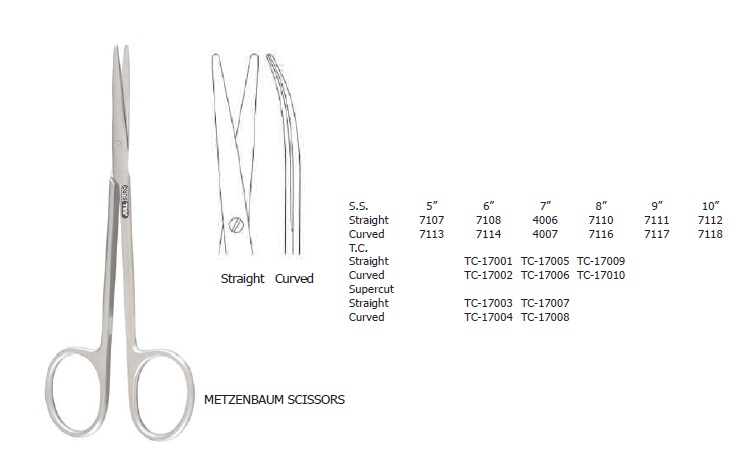 S.S. 5” 6” 7” 8” 9” 10”
Straight 7107 7108 4006 7110 7111 7112
Curved 7113 7114 4007 7116 7117 7118
T.C.
Straight TC-17001 TC-17005 TC-17009
Curved TC-17002 TC-17006 TC-17010
Supercut
Straight TC-17003 TC-17007
Curved TC-17004 TC-17008
Straight Curved
METZENBAUM SCISSORS